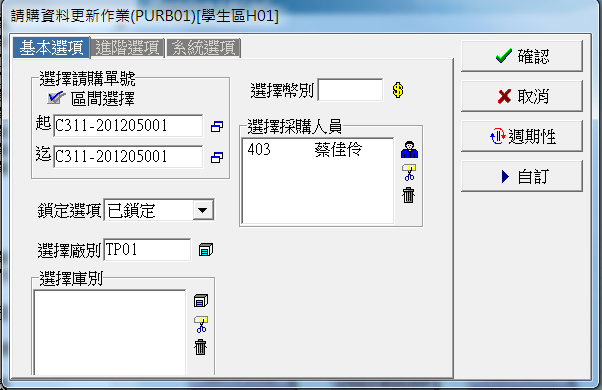 請購資料更新作業(PURB01)[學生區H01]
基本選項 進階選項 系統選項
選擇請購單號
區間選擇
起 C311-201205001
迄 C311-201205001
鎖定選項 已鎖定
選擇廠別 TP01
選擇庫別
選擇幣別
選擇採購人員
403 蔡佳伶
確認
取消
週期性
自訂